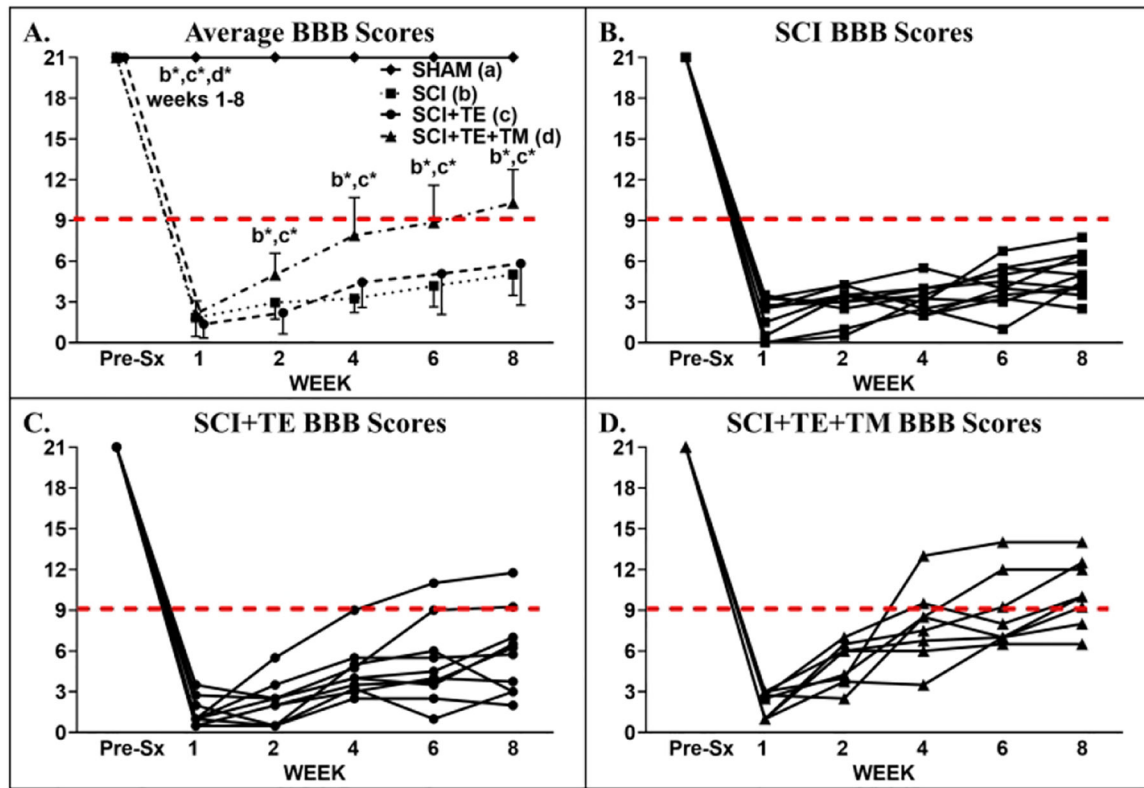 A.
Average BBB Scores
21
18
15
12
9
6
3
0
b*,c*,d*
weeks 1-8
SHAM (a)
SCI (b)
SCI+TE (c)
SCI+TE+TM (d)
b*,c*
b*,c*
b*,c*
b*,c*
Pre-Sx 1 2 4 6 8
WEEK
B.
SCI BBB Scores
21
18
15
12
9
6
3
0
Pre-Sx 1 2 4 6 8
WEEK
C.
SCI+TE BBB Scores
21
18
15
12
9
6
3
0
Pre-Sx 1 2 4 6 8
WEEK
D.
SCI+TE+TM BBB Scores
21
18
15
12
9
6
3
0
Pre-Sx 1 2 4 6 8
WEEK